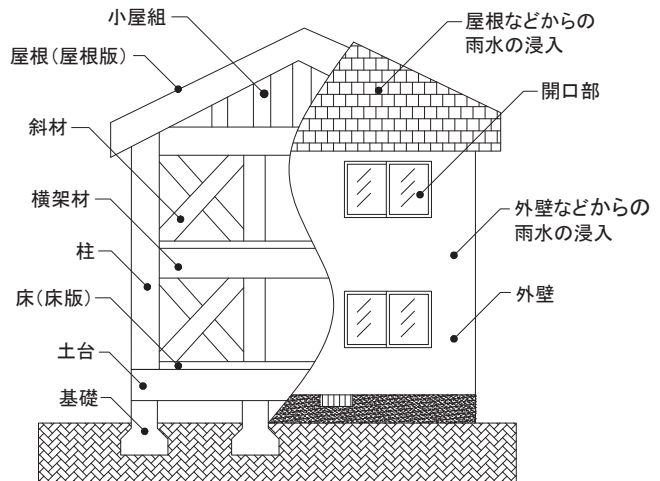 小屋組
屋根(屋根版)
斜材
横架材
柱
床(床版)
土台
基礎
屋根などからの
雨水の浸入
開口部
外壁などからの
雨水の浸入
外壁